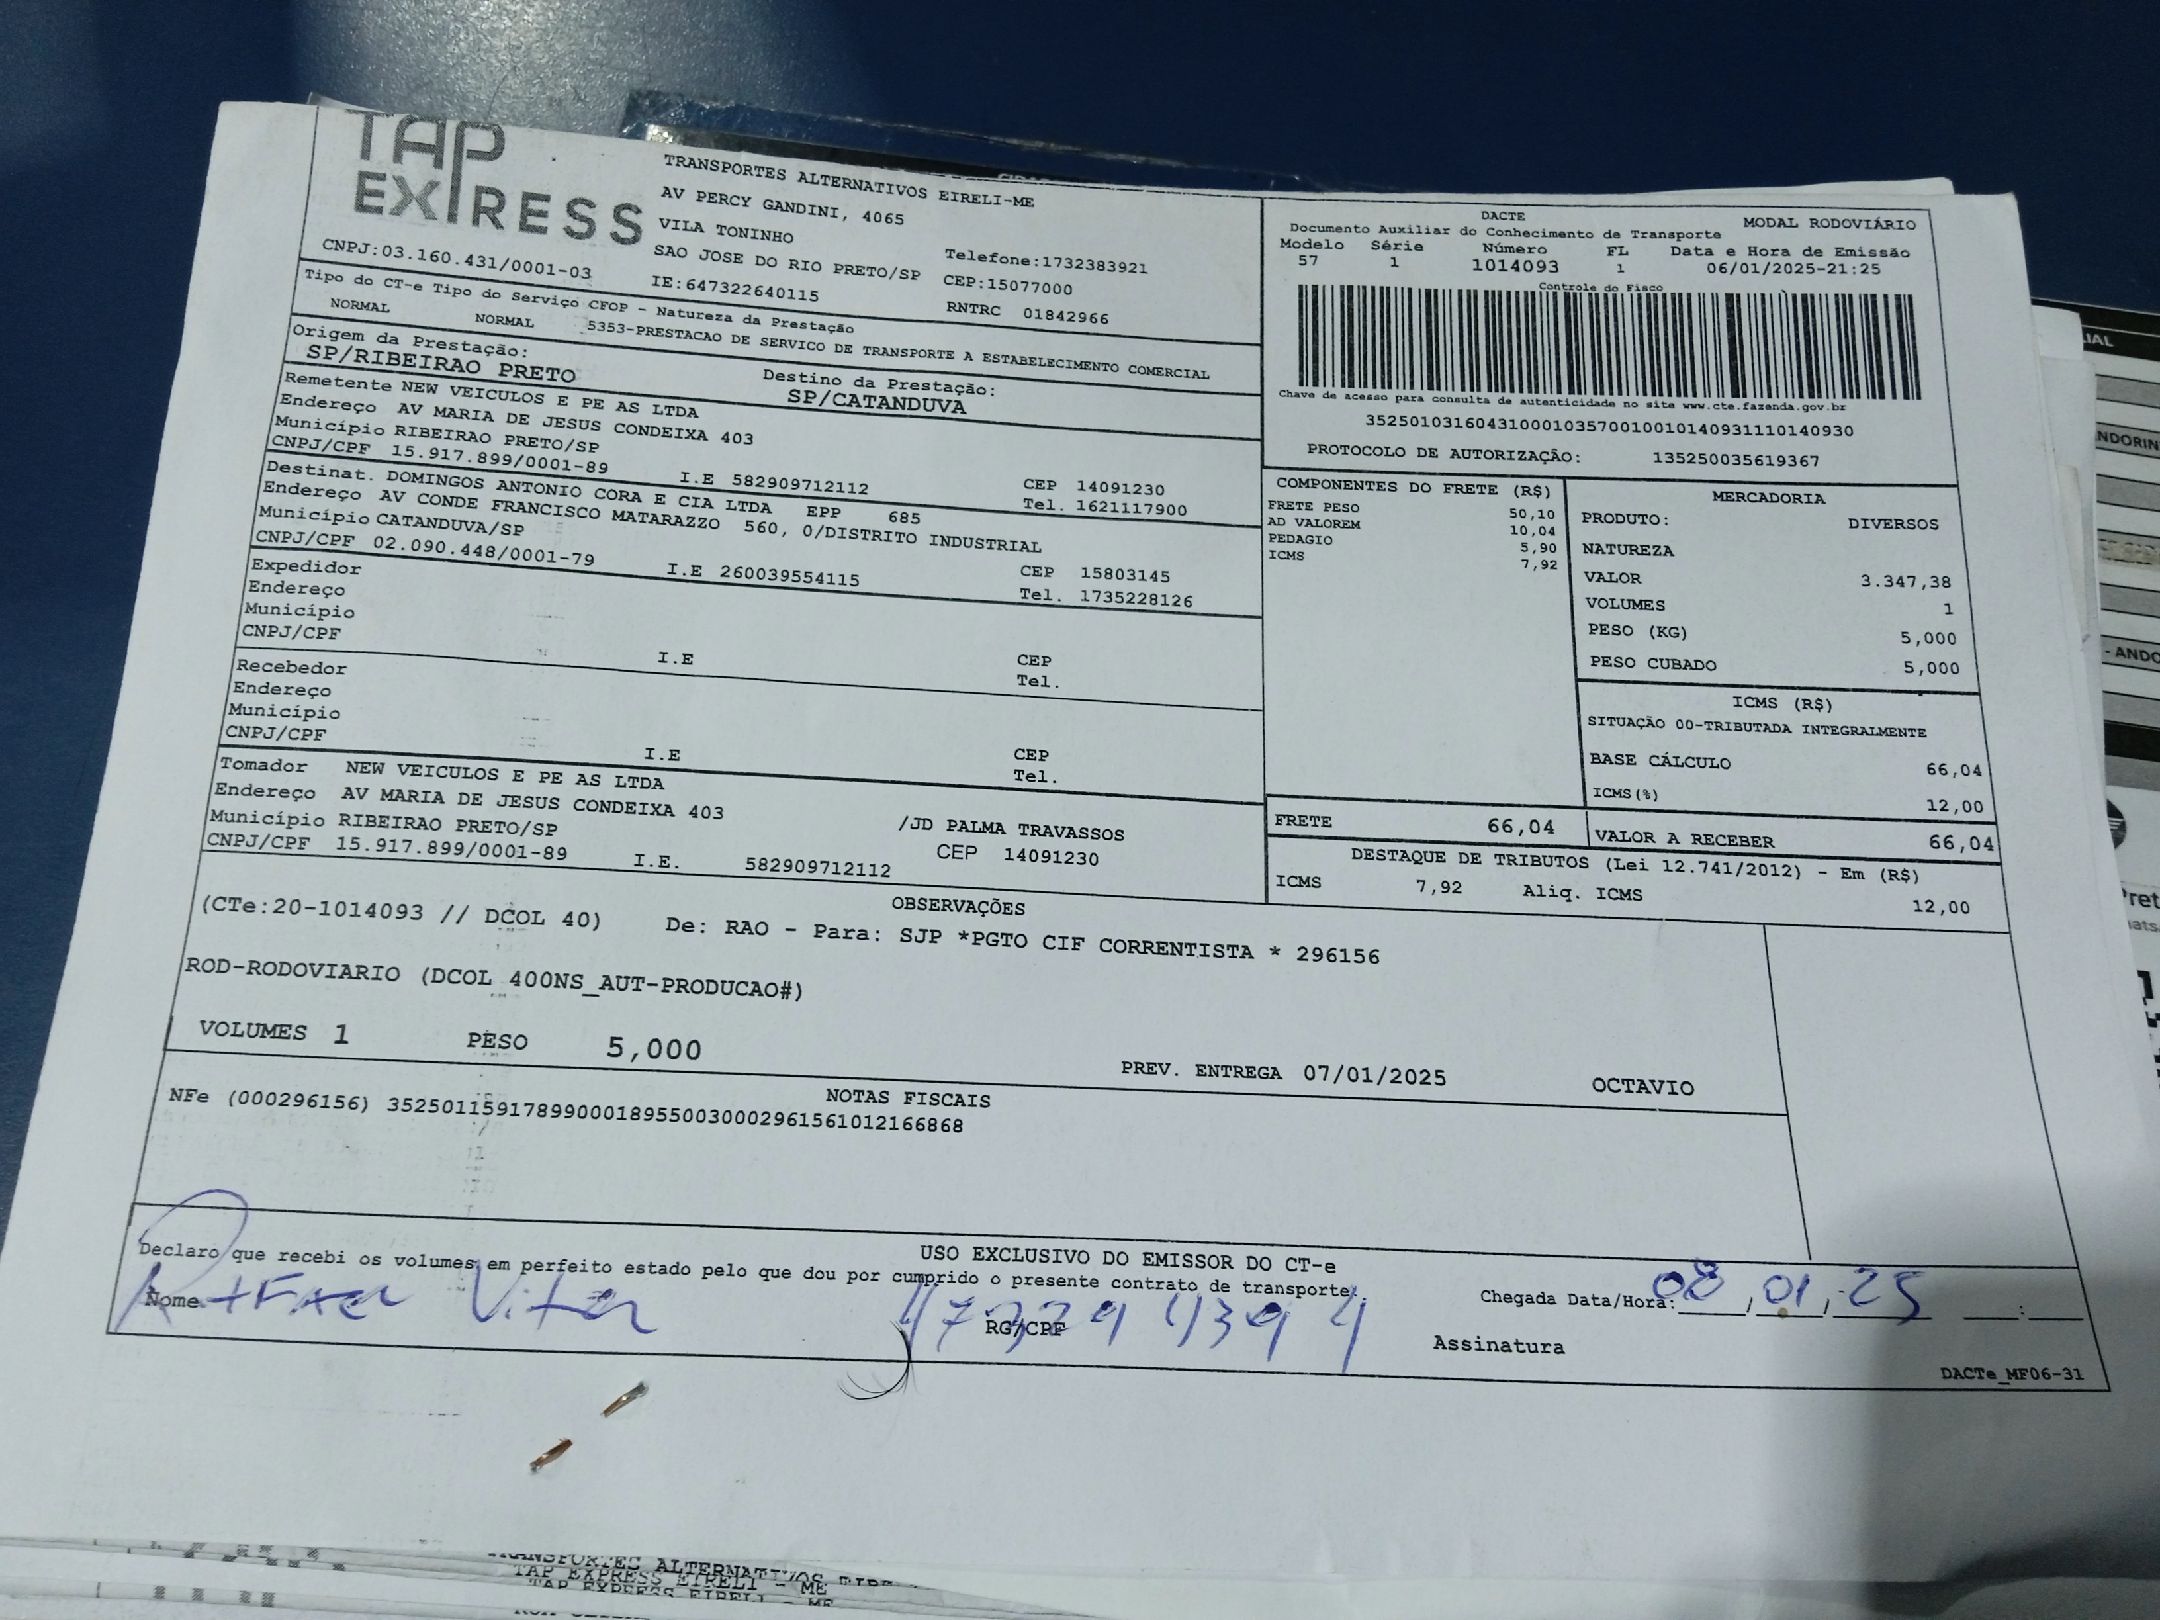 TAP
EXPRESS
TRANSPORTES ALTERNATIVOS EIRELI-ME
AV PERCY GANDINI, 4065
VILA TONINHO
SAO JOSE DO RIO PRETO/SP
Telefone:1732383921
CEP:15077000
CNPJ:03.160.431/0001-03
IE:647322640115
RNTRC 01842966
Tipo do CT-e Tipo do Serviço CFOP - Natureza da Prestação
NORMAL NORMAL 5353-PRESTACAO DE SERVICO DE TRANSPORTE A ESTABELECIMENTO COMERCIAL
Origem da Prestação:
SP/RIBEIRAO PRETO
Destino da Prestação:
SP/CATANDUVA
DACTE MODAL RODOVIÁRIO
Documento Auxiliar do Conhecimento de Transporte
Modelo Série Número FL Data e Hora de Emissão
57 1 1014093 1 06/01/2025-21:25
Controle do Fisco
Chave de acesso para consulta de autenticidade no site www.cte.fazenda.gov.br
35250103160431000103570010010140931110140930
PROTOCOLO DE AUTORIZAÇÃO: 135250035619367
Remetente NEW VEICULOS E PE AS LTDA
Endereço AV MARIA DE JESUS CONDEIXA 403
Município RIBEIRAO PRETO/SP
CNPJ/CPF 15.917.899/0001-89 I.E 582909712112
CEP 14091230
Tel. 1621117900
Destinat. DOMINGOS ANTONIO CORA E CIA LTDA EPP 685
Endereço AV CONDE FRANCISCO MATARAZZO 560, 0/DISTRITO INDUSTRIAL
Município CATANDUVA/SP
CNPJ/CPF 02.090.448/0001-79 I.E 260039554115
CEP 15803145
Tel. 1735228126
Expedidor
Endereço
Município
CNPJ/CPF
I.E CEP
Tel.
Recebedor
Endereço
Município
CNPJ/CPF
I.E CEP
Tel.
Tomador NEW VEICULOS E PE AS LTDA
Endereço AV MARIA DE JESUS CONDEIXA 403 /JD PALMA TRAVASSOS
Município RIBEIRAO PRETO/SP CEP 14091230
CNPJ/CPF 15.917.899/0001-89 I.E. 582909712112
COMPONENTES DO FRETE (R$)
FRETE PESO 50,10
AD VALOREM 10,04
PEDAGIO 5,90
ICMS 7,92
MERCADORIA
PRODUTO: DIVERSOS
NATUREZA
VALOR 3.347,38
VOLUMES 1
PESO (KG) 5,000
PESO CUBADO 5,000
ICMS (R$)
SITUAÇÃO 00-TRIBUTADA INTEGRALMENTE
BASE CÁLCULO 66,04
ICMS(%) 12,00
FRETE 66,04 VALOR A RECEBER 66,04
DESTAQUE DE TRIBUTOS (Lei 12.741/2012) - Em (R$)
ICMS 7,92 Aliq. ICMS 12,00
OBSERVAÇÕES
(CTe:20-1014093 // DCOL 40) De: RAO - Para: SJP *PGTO CIF CORRENTISTA * 296156
ROD-RODOVIARIO (DCOL 400NS_AUT-PRODUCAO#)
VOLUMES 1 PESO 5,000 PREV. ENTREGA 07/01/2025 OCTAVIO
NOTAS FISCAIS
NFe (000296156) 35250115917899000189550030002961561012166868
USO EXCLUSIVO DO EMISSOR DO CT-e
Declaro que recebi os volumes em perfeito estado pelo que dou por cumprido o presente contrato de transporte.
Nome
RG/CPF
Chegada Data/Hora: 08/01/25 :
Assinatura
DACTe_MF06-31
TRANSPORTES ALTERNATIVOS
TAP EXPRESS EIRELI - ME
TAP EXPRESS EIRELI - ME